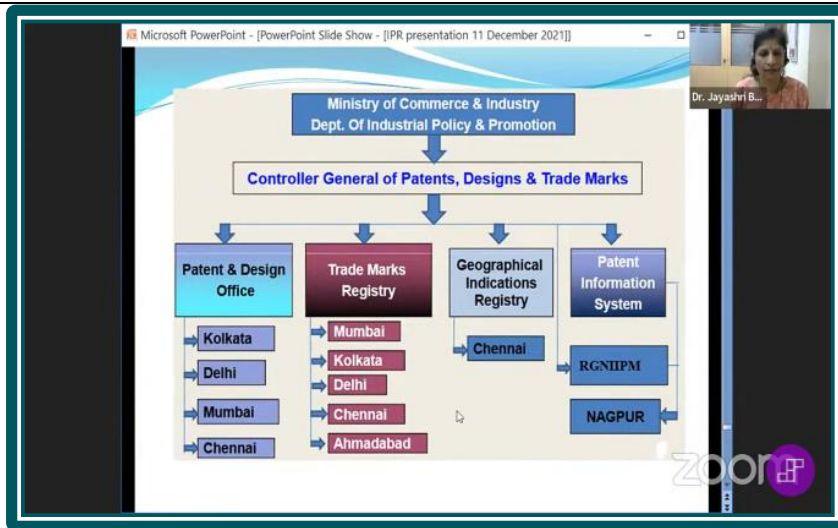 Microsoft PowerPoint - [PowerPoint Slide Show - [IPR presentation 11 December 2021]]
Dr. Jayashri B...
Ministry of Commerce & Industry
Dept. Of Industrial Policy & Promotion
Controller General of Patents, Designs & Trade Marks
Patent & Design
Office
Kolkata
Delhi
Mumbai
Chennai
Trade Marks
Registry
Mumbai
Kolkata
Delhi
Chennai
Ahmadabad
Geographical
Indications
Registry
Chennai
Patent
Information
System
RGNIIPM
NAGPUR
zoom